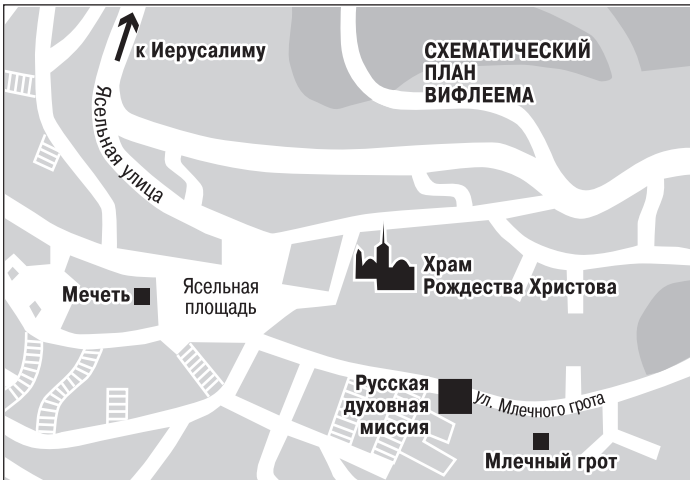 к Иерусалиму
СХЕМАТИЧЕСКИЙ
ПЛАН
ВИФЛЕЕМА
Ясельная улица
Мечеть
Ясельная
площадь
Храм
Рождества Христова
Русская
духовная
миссия
ул. Млечного грота
Млечный грот